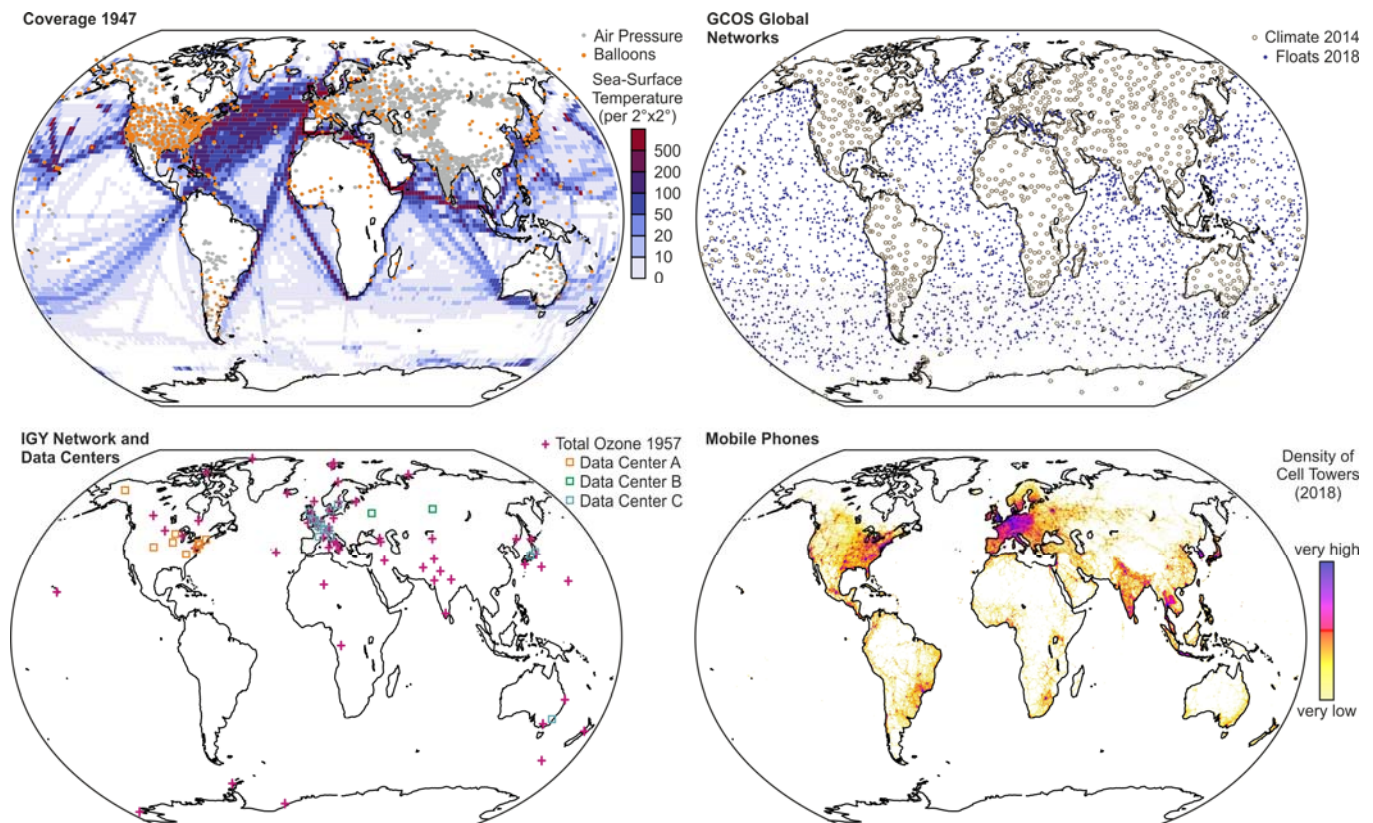 Coverage 1947
Air Pressure
Balloons
Sea-Surface
Temperature
(per 2°x2°)
500
200
100
50
20
10
0
GCOS Global
Networks
Climate 2014
Floats 2018
IGY Network and
Data Centers
Total Ozone 1957
Data Center A
Data Center B
Data Center C
Mobile Phones
Density of
Cell Towers
(2018)
very high
very low